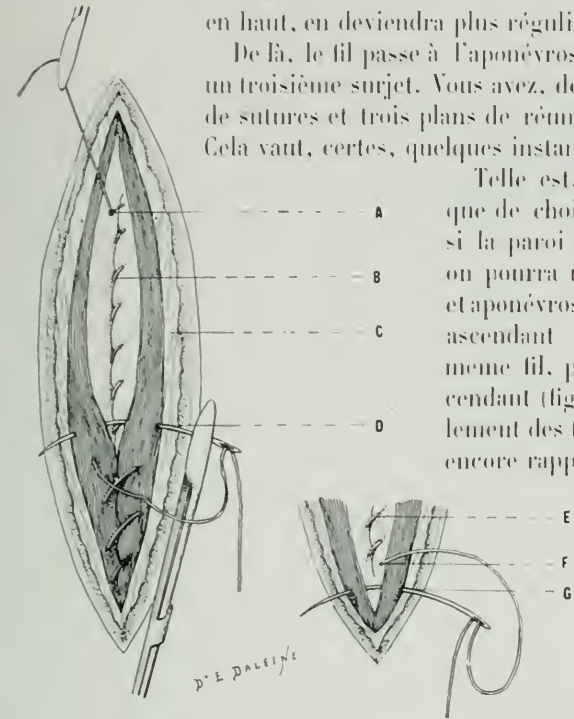 en haut, en deviendra plus réguli
De là, le fil passe à l'aponévros
un troisième surjet. Vous avez, de
de sutures et trois plans de réun
Cela vaut, certes, quelques instan
Telle est,
que de choi
si la paroi
on pourra r
et aponévros
ascendant
meme fil, p
cendant (fig
lement des f
encore rapp
A
B
C
D
E
F
G
Dr E. DALEINE